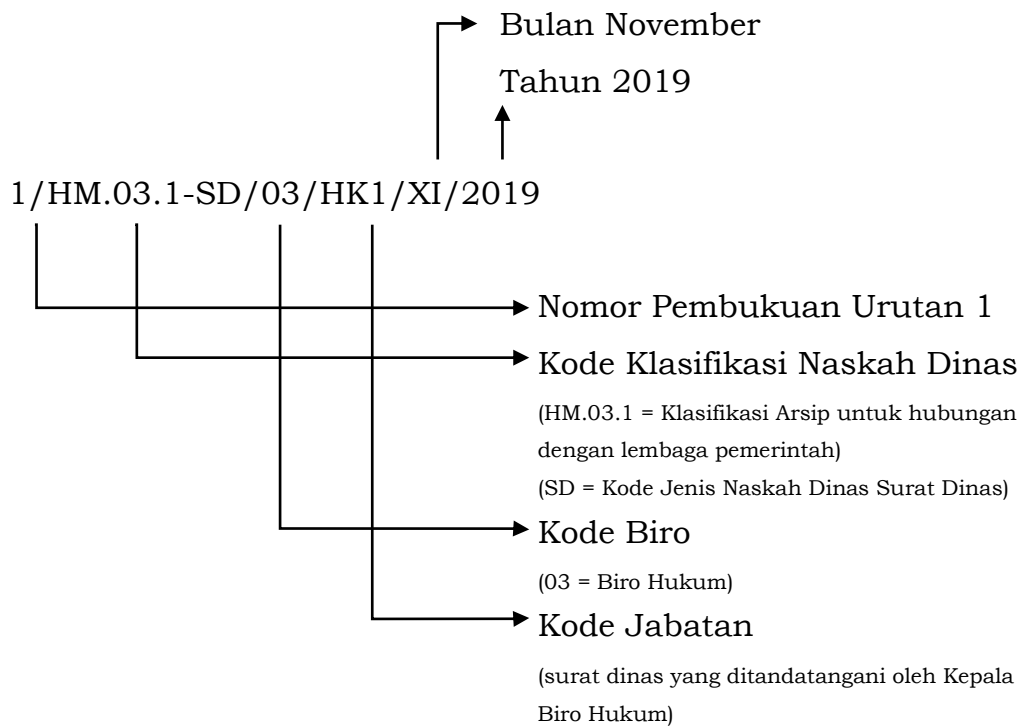 Bulan November
Tahun 2019
1/HM.03.1-SD/03/HK1/XI/2019
Nomor Pembukuan Urutan 1
Kode Klasifikasi Naskah Dinas
(HM.03.1 = Klasifikasi Arsip untuk hubungan
dengan lembaga pemerintah)
(SD = Kode Jenis Naskah Dinas Surat Dinas)
Kode Biro
(03 = Biro Hukum)
Kode Jabatan
(surat dinas yang ditandatangani oleh Kepala
Biro Hukum)